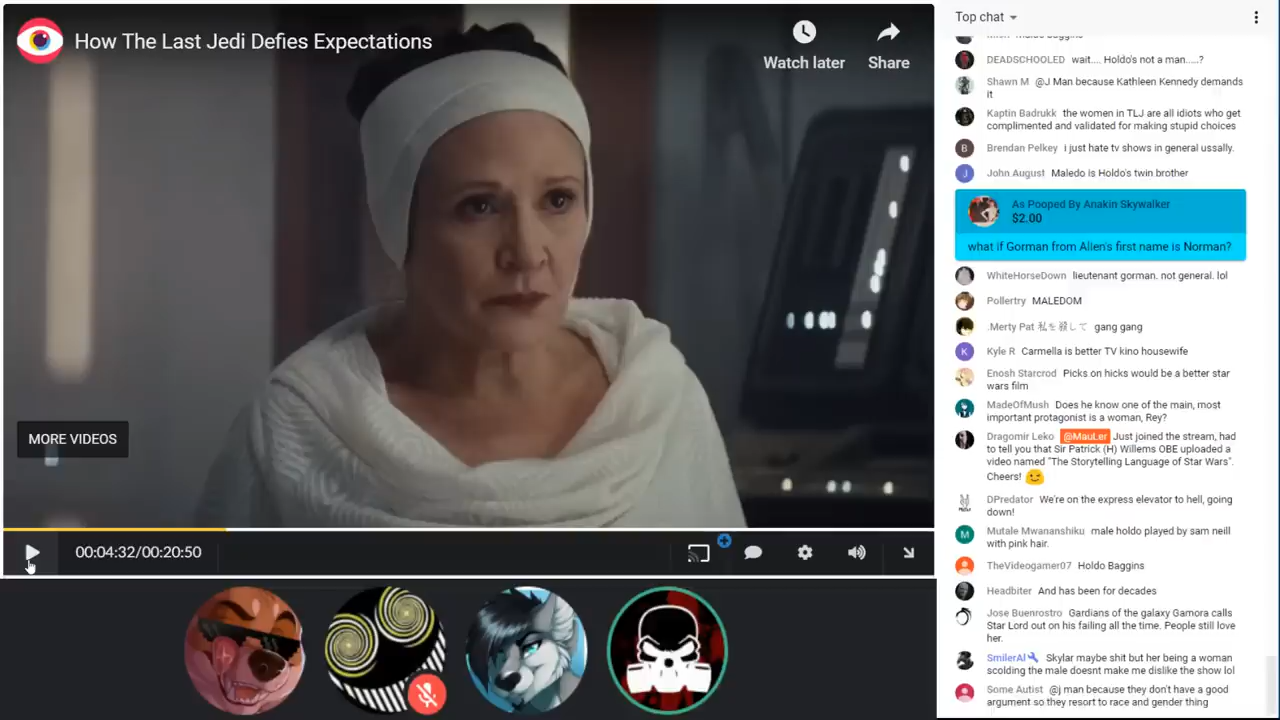 How The Last Jedi Defies Expectations
Watch later
Share
MORE VIDEOS
00:04:32/00:20:50
Top chat
DEADSCHOOLED wait.... Holdo's not a man.....?
Shawn M @J Man because Kathleen Kennedy demands
it
Kaptin Badrukk the women in TLJ are all idiots who get
complimented and validated for making stupid choices
B
Brendan Pelkey i just hate tv shows in general ussally.
J
John August Maledo is Holdo's twin brother
As Pooped By Anakin Skywalker
$2.00
what if Gorman from Alien's first name is Norman?
WhiteHorseDown lieutenant gorman. not general. lol
Pollertry MALEDOM
.Merty Pat 私を殺して gang gang
K
Kyle R Carmella is better TV kino housewife
Enosh Starcrod Picks on hicks would be a better star
wars film
MadeOfMush Does he know one of the main, most
important protagonist is a woman, Rey?
Dragomir Leko @MauLer Just joined the stream, had
to tell you that Sir Patrick (H) Willems OBE uploaded a
video named "The Storytelling Language of Star Wars".
Cheers!
DPredator We're on the express elevator to hell, going
down!
M
Mutale Mwananshiku male holdo played by sam neill
with pink hair.
TheVideogamer07 Holdo Baggins
Headbiter And has been for decades
Jose Buenrostro Gardians of the galaxy Gamora calls
Star Lord out on his failing all the time. People still love
her.
SmilerAl Skylar maybe shit but her being a woman
scolding the male doesnt make me dislike the show lol
Some Autist @j man because they don't have a good
argument so they resort to race and gender thing